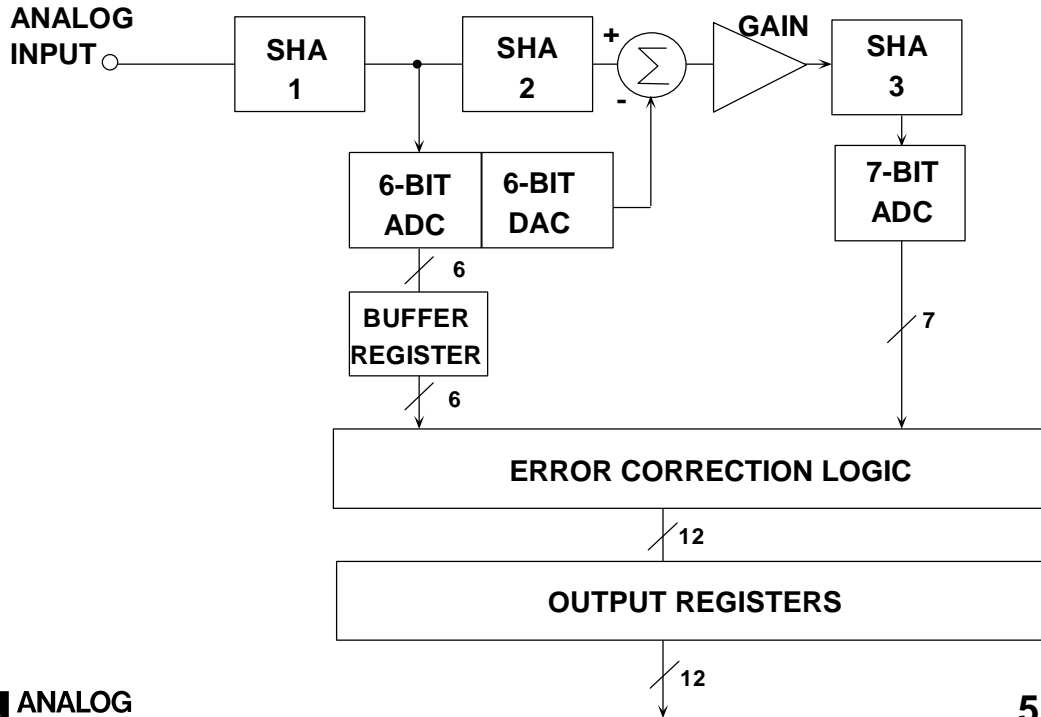 ANALOG
INPUT
SHA
1
SHA
2
+
-
Σ
GAIN
SHA
3
6-BIT
ADC
6-BIT
DAC
7-BIT
ADC
6
BUFFER
REGISTER
6
7
ERROR CORRECTION LOGIC
12
OUTPUT REGISTERS
12
ANALOG
5